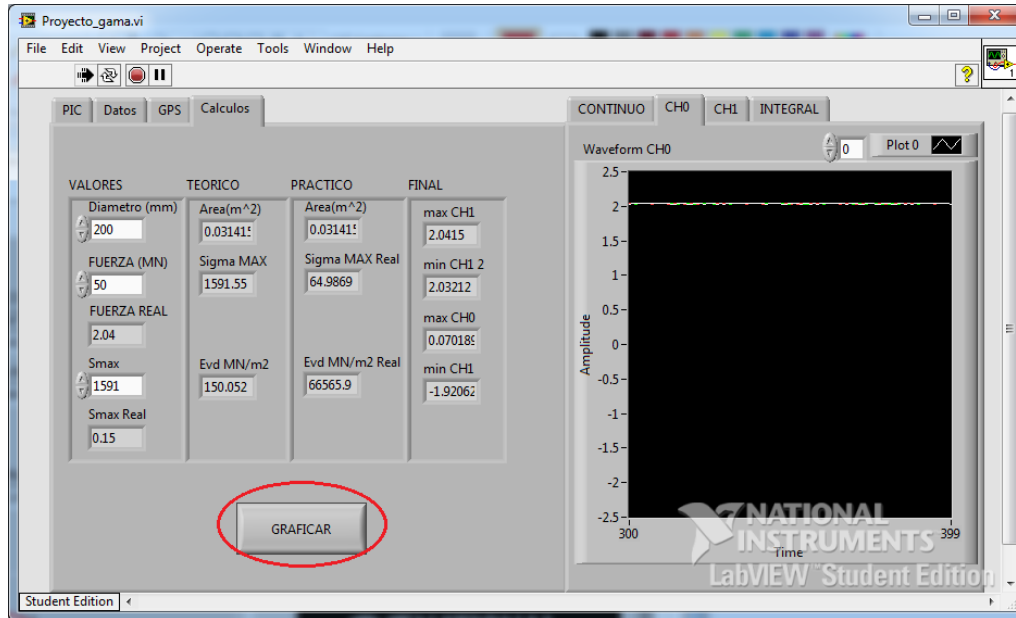 Proyecto_gama.vi
File Edit View Project Operate Tools Window Help
1
PIC Datos GPS Calculos
VALORES TEORICO PRACTICO FINAL
Diametro (mm) Area(m^2) Area(m^2) max CH1
200 0.03141 0.03141 2.0415
FUERZA (MN) Sigma MAX Sigma MAX Real min CH1 2
50 1591.55 64.9869 2.03212
FUERZA REAL max CH0
2.04 0.07018
Smax Evd MN/m2 Evd MN/m2 Real min CH1
1591 150.052 66565.9 -1.92062
Smax Real
0.15
GRAFICAR
CONTINUO CH0 CH1 INTEGRAL
Waveform CH0 0 Plot 0
2.5
2
1.5
1
0.5
0
-0.5
-1
-1.5
-2
-2.5
Amplitude
300 399
Time
NATIONAL
INSTRUMENTS
LabVIEW™Student Edition
Student Edition